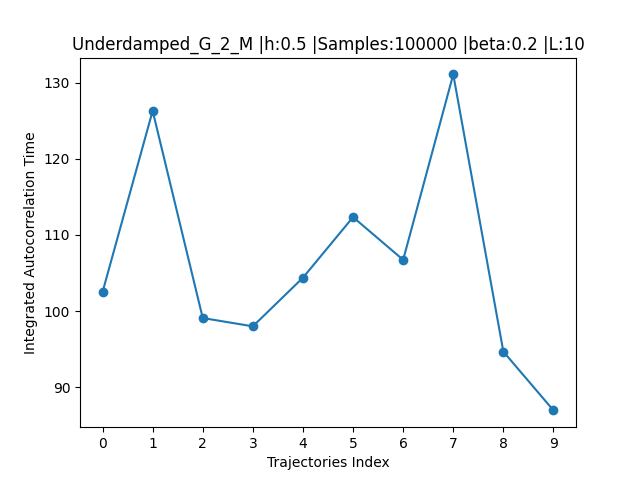 Underdamped_G_2_M |h:0.5 |Samples:100000 |beta:0.2 |L:10
Integrated Autocorrelation Time
130
120
110
100
90
0 1 2 3 4 5 6 7 8 9
Trajectories Index